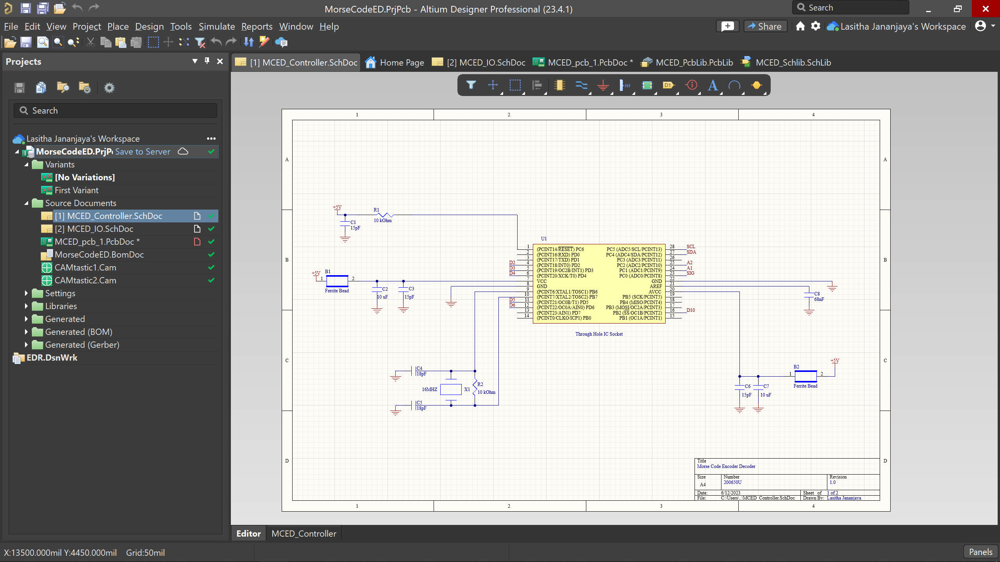 MorseCodeED.PrjPcb - Altium Designer Professional (23.4.1)
Search
File Edit View Project Place Design Tools Simulate Reports Window Help
Share
Lasitha Jananjaya's Workspace
Projects
[1] MCED_Controller.SchDoc
Home Page
[2] MCED_IO.SchDoc
MCED_pcb_1.PcbDoc *
MCED_PcbLib.PcbLib
MCED_Schlib.SchLib
D1
A
Search
Lasitha Jananjaya's Workspace
MorseCodeED.PrjP
Save to Server
Variants
[No Variations]
First Variant
Source Documents
[1] MCED_Controller.SchDoc
[2] MCED_IO.SchDoc
MCED_pcb_1.PcbDoc *
MorseCodeED.BomDoc
CAMtastic1.Cam
CAMtastic2.Cam
Settings
Libraries
Generated
Generated (BOM)
Generated (Gerber)
EDR.DsnWrk
1 2 3 4
A A
B B
C C
D D
+5V
R1
10 kOhm
C1
15pF
+5V
B1
1 2
Ferrite Bead
C2
10 uF
C3
15pF
U1
1 (PCINT14/RESET) PC6
2 (PCINT16/RXD) PD0
3 (PCINT17/TXD) PD1
D2 4 (PCINT18/INT0) PD2
D3 5 (PCINT19/OC2B/INT1) PD3
D4 6 (PCINT20/XCK/T0) PD4
7 VCC
8 GND
9 (PCINT6/XTAL1/TOSC1) PB6
10 (PCINT7/XTAL2/TOSC2) PB7
D5 11 (PCINT21/OC0B/T1) PD5
D6 12 (PCINT22/OC0A/AIN0) PD6
13 (PCINT23/AIN1) PD7
14 (PCINT0/CLKO/ICP1) PB0
PC5 (ADC5/SCL/PCINT13) 28 SCL
PC4 (ADC4/SDA/PCINT12) 27 SDA
PC3 (ADC3/PCINT11) 26
PC2 (ADC2/PCINT10) 25 A2
PC1 (ADC1/PCINT9) 24 A1
PC0 (ADC0/PCINT8) 23 SIG
GND 22
AREF 21
AVCC 20
PB5 (SCK/PCINT5) 19
PB4 (MISO/PCINT4) 18
PB3 (MOSI/OC2A/PCINT3) 17
PB2 (SS/OC1B/PCINT2) 16 D10
PB1 (OC1A/PCINT1) 15
Through Hole IC Socket
C8
68nF
C4
18pF
16MHZ
X1
R2
10 kOhm
C5
18pF
+5V
B2
1 2
Ferrite Bead
C6
15pF
C7
10 uF
Title
Morse Code Encoder Decoder
Size
A4
Number
200650U
Revision
1.0
Date: 6/12/2023 Sheet of 1 of 2
File: C:\Users\..\MCED_Controller.SchDoc Drawn By: Lasitha Jananjaya
1 2 3 4
Editor
MCED_Controller
X:13500.000mil Y:4450.000mil Grid:50mil
Panels